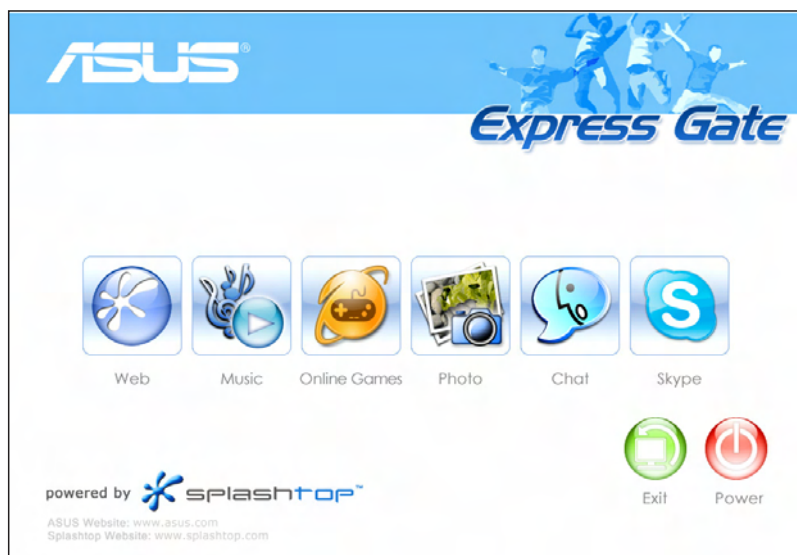 ASUS®
Express Gate
Web Music Online Games Photo Chat Skype
Exit Power
powered by splashtop™
ASUS Website: www.asus.com
Splashtop Website: www.splashtop.com